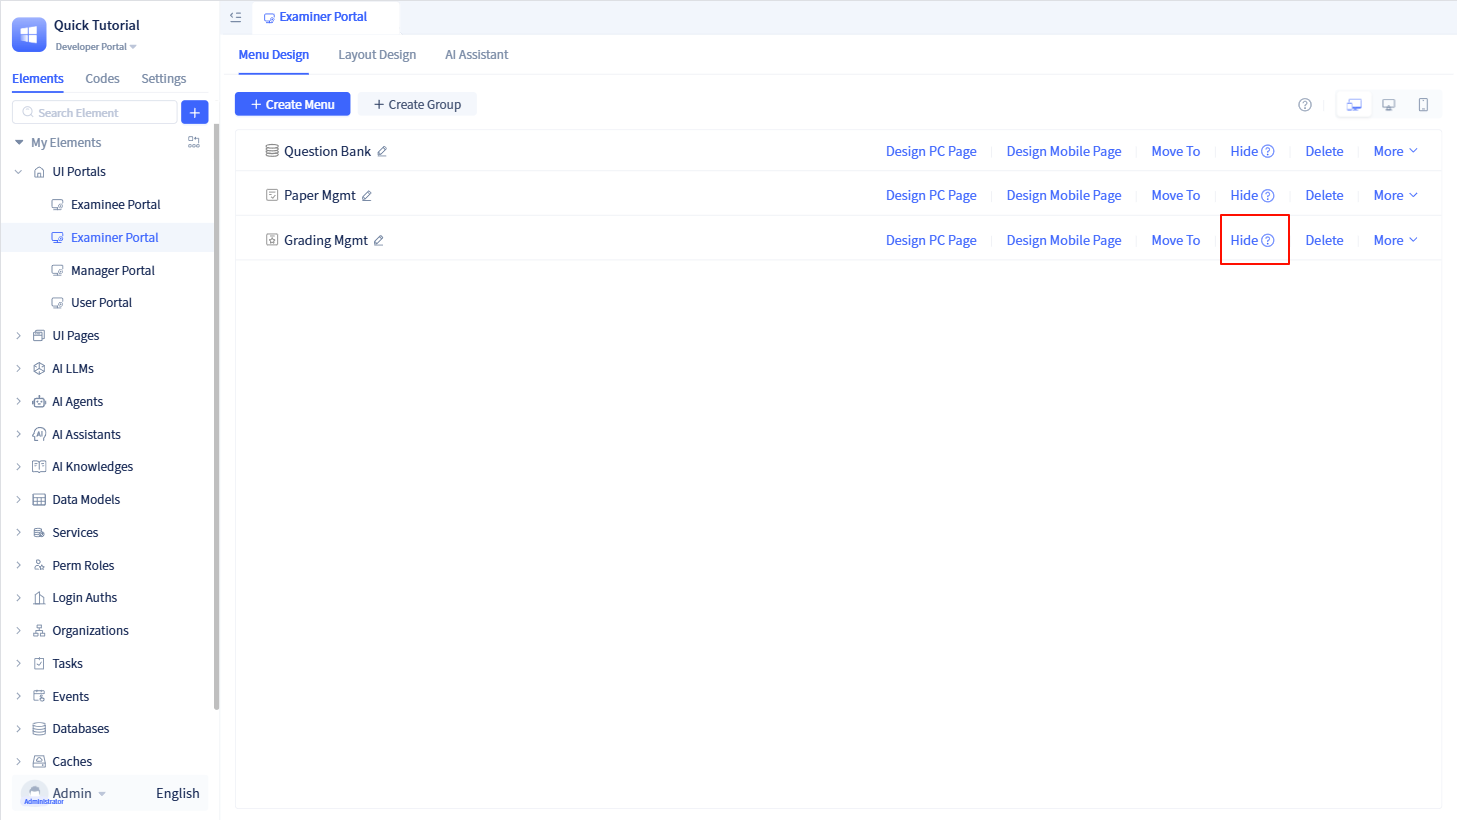 Quick Tutorial
Developer Portal
Elements Codes Settings
Search Element
My Elements
UI Portals
Examinee Portal
Examiner Portal
Manager Portal
User Portal
UI Pages
AI LLMs
AI Agents
AI Assistants
AI Knowledges
Data Models
Services
Perm Roles
Login Auths
Organizations
Tasks
Events
Databases
Caches
Admin English
Administrator
Examiner Portal
Menu Design Layout Design AI Assistant
+ Create Menu + Create Group
Question Bank Design PC Page Design Mobile Page Move To Hide Delete More
Paper Mgmt Design PC Page Design Mobile Page Move To Hide Delete More
Grading Mgmt Design PC Page Design Mobile Page Move To Hide Delete More